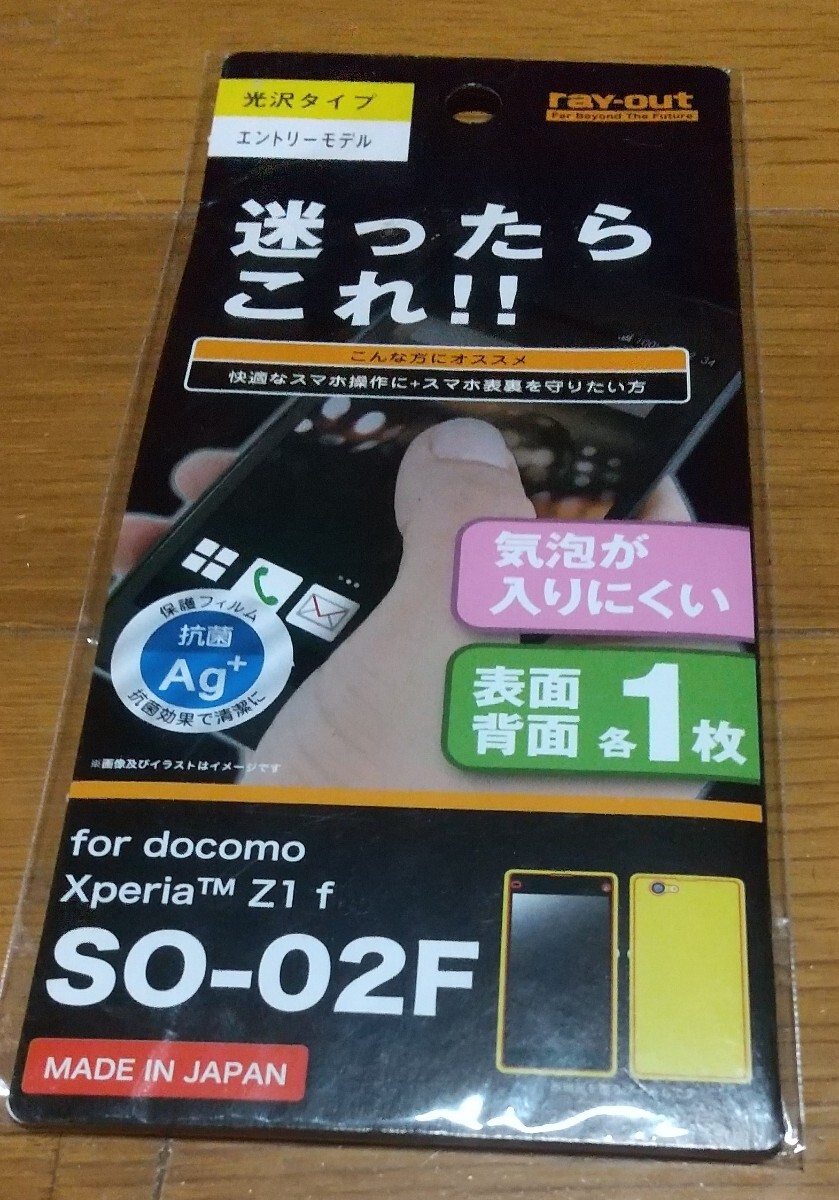 光沢タイプ
エントリーモデル
ray-out
Far Beyond The Future
迷ったら
これ!!
こんな方にオススメ
快適なスマホ操作に+スマホ表裏を守りたい方
気泡が
入りにくい
保護フィルム
抗菌
Ag+
抗菌効果で清潔に
表面
背面 各1枚
※画像及びイラストはイメージです
for docomo
Xperia™ Z1 f
SO-02F
MADE IN JAPAN